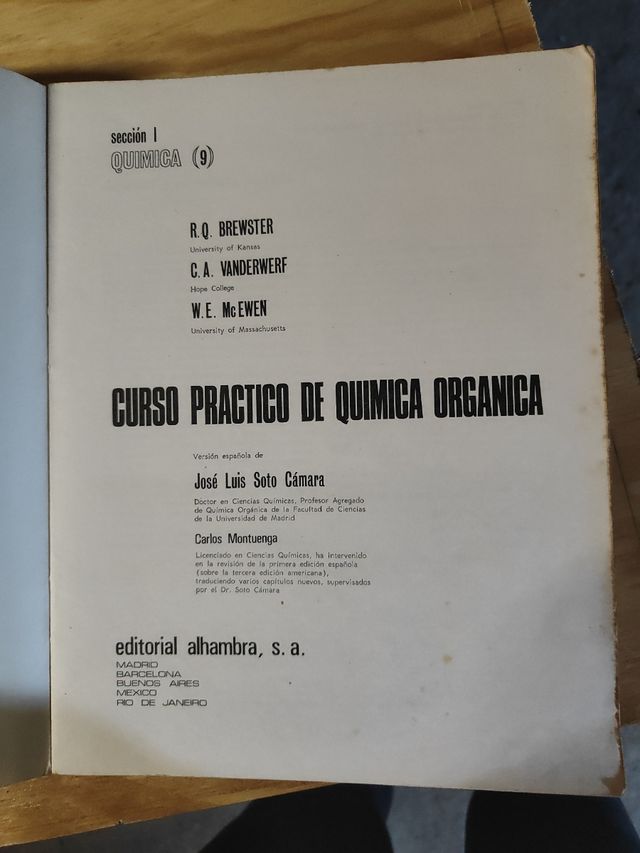 sección I
QUIMICA (9)
R.Q. BREWSTER
University of Kansas
C.A. VANDERWERF
Hope College
W.E. McEWEN
University of Massachusetts
CURSO PRACTICO DE QUIMICA ORGANICA
Versión española de
José Luis Soto Cámara
Doctor en Ciencias Químicas, Profesor Agregado
de Química Orgánica de la Facultad de Ciencias
de la Universidad de Madrid
Carlos Montuenga
Licenciado en Ciencias Químicas, ha intervenido
en la revisión de la primera edición española
(sobre la tercera edición americana),
traduciendo varios capítulos nuevos, supervisados
por el Dr. Soto Cámara
editorial alhambra, s.a.
MADRID
BARCELONA
BUENOS AIRES
MEXICO
RIO DE JANEIRO